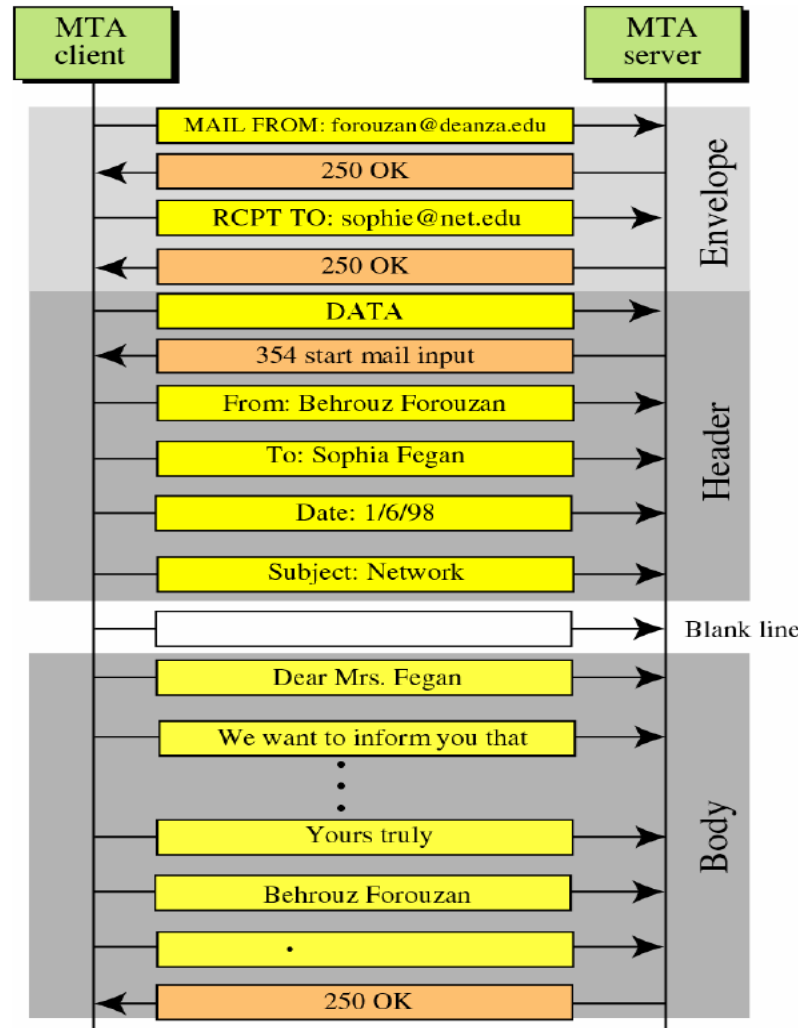 MTA
client
MTA
server
MAIL FROM: forouzan@deanza.edu
250 OK
RCPT TO: sophie@net.edu
250 OK
Envelope
DATA
354 start mail input
From: Behrouz Forouzan
To: Sophia Fegan
Date: 1/6/98
Subject: Network
Header
Blank line
Dear Mrs. Fegan
We want to inform you that
Yours truly
Behrouz Forouzan
.
250 OK
Body